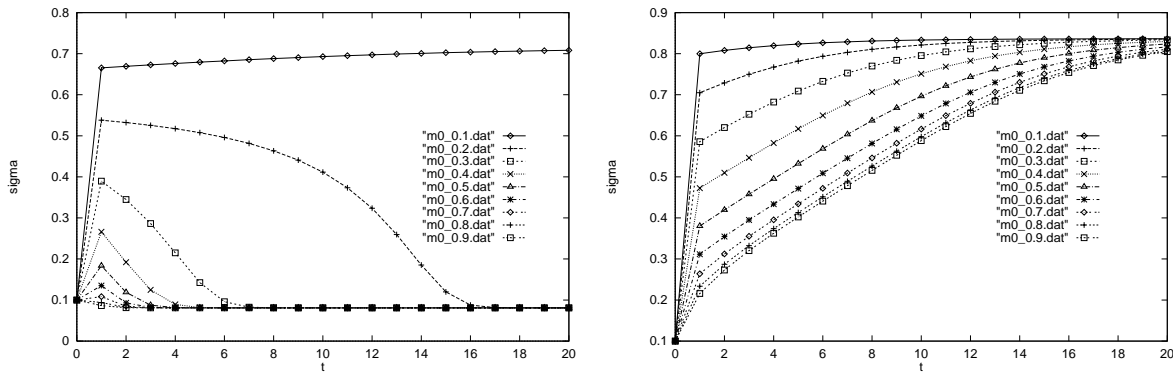 0.8
0.7
0.6
0.5
0.4
0.3
0.2
0.1
0
sigma
0 2 4 6 8 10 12 14 16 18 20
t
"m0_0.1.dat"
"m0_0.2.dat"
"m0_0.3.dat"
"m0_0.4.dat"
"m0_0.5.dat"
"m0_0.6.dat"
"m0_0.7.dat"
"m0_0.8.dat"
"m0_0.9.dat"
0.9
0.8
0.7
0.6
0.5
0.4
0.3
0.2
0.1
sigma
0 2 4 6 8 10 12 14 16 18 20
t
"m0_0.1.dat"
"m0_0.2.dat"
"m0_0.3.dat"
"m0_0.4.dat"
"m0_0.5.dat"
"m0_0.6.dat"
"m0_0.7.dat"
"m0_0.8.dat"
"m0_0.9.dat"